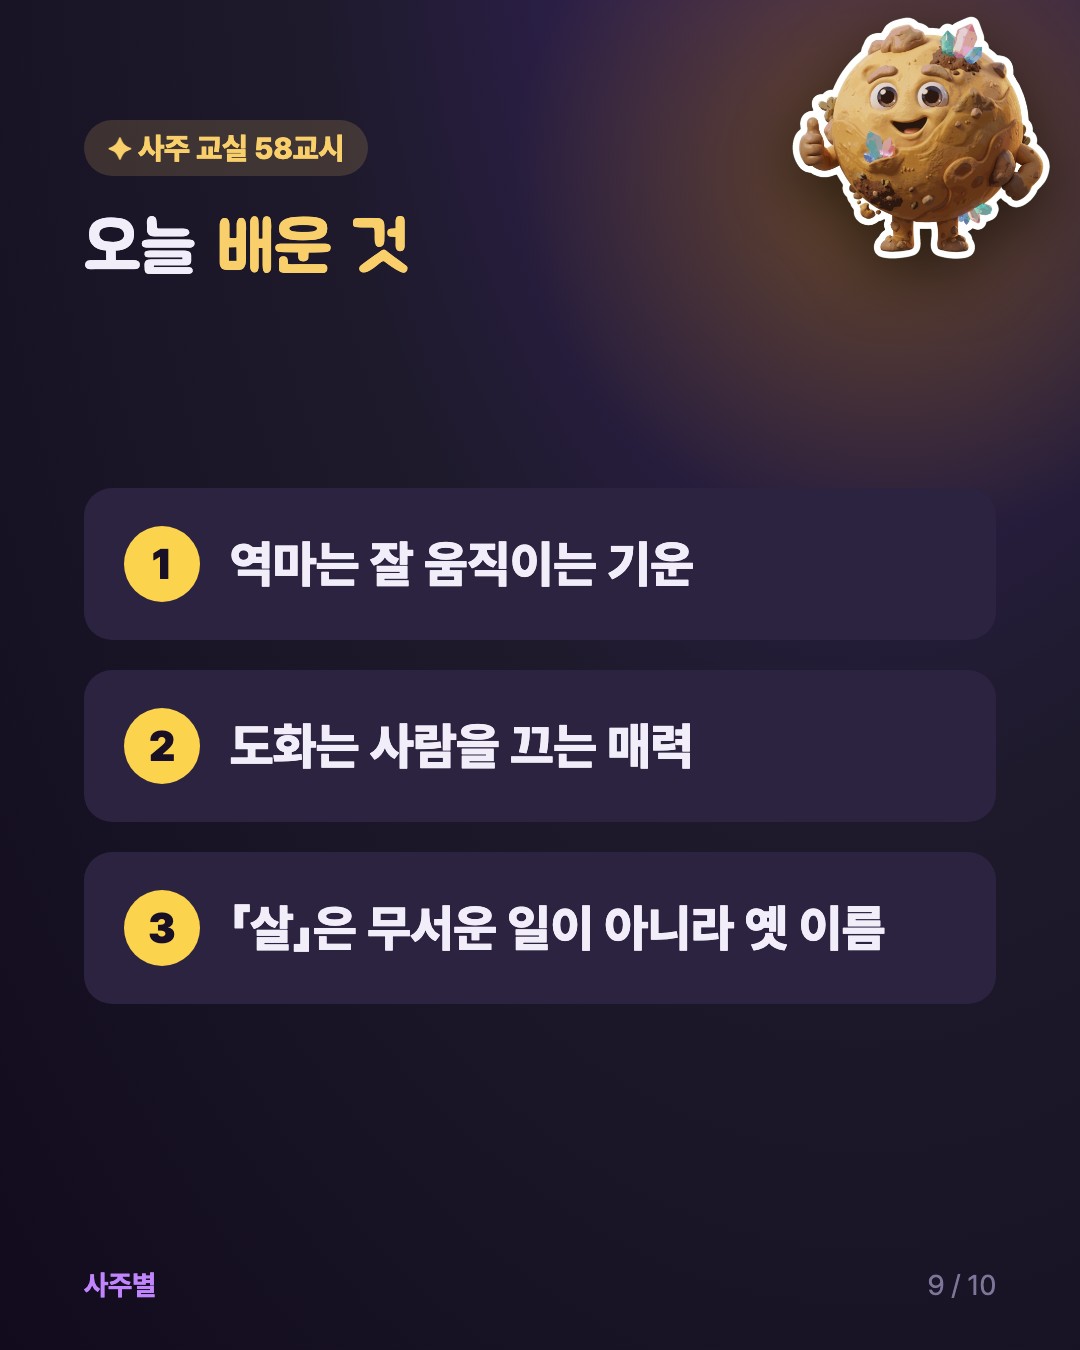 ✦ 사주 교실 58교시
오늘 배운 것
1 역마는 잘 움직이는 기운
2 도화는 사람을 끄는 매력
3 「살」은 무서운 일이 아니라 옛 이름
사주별
9 / 10